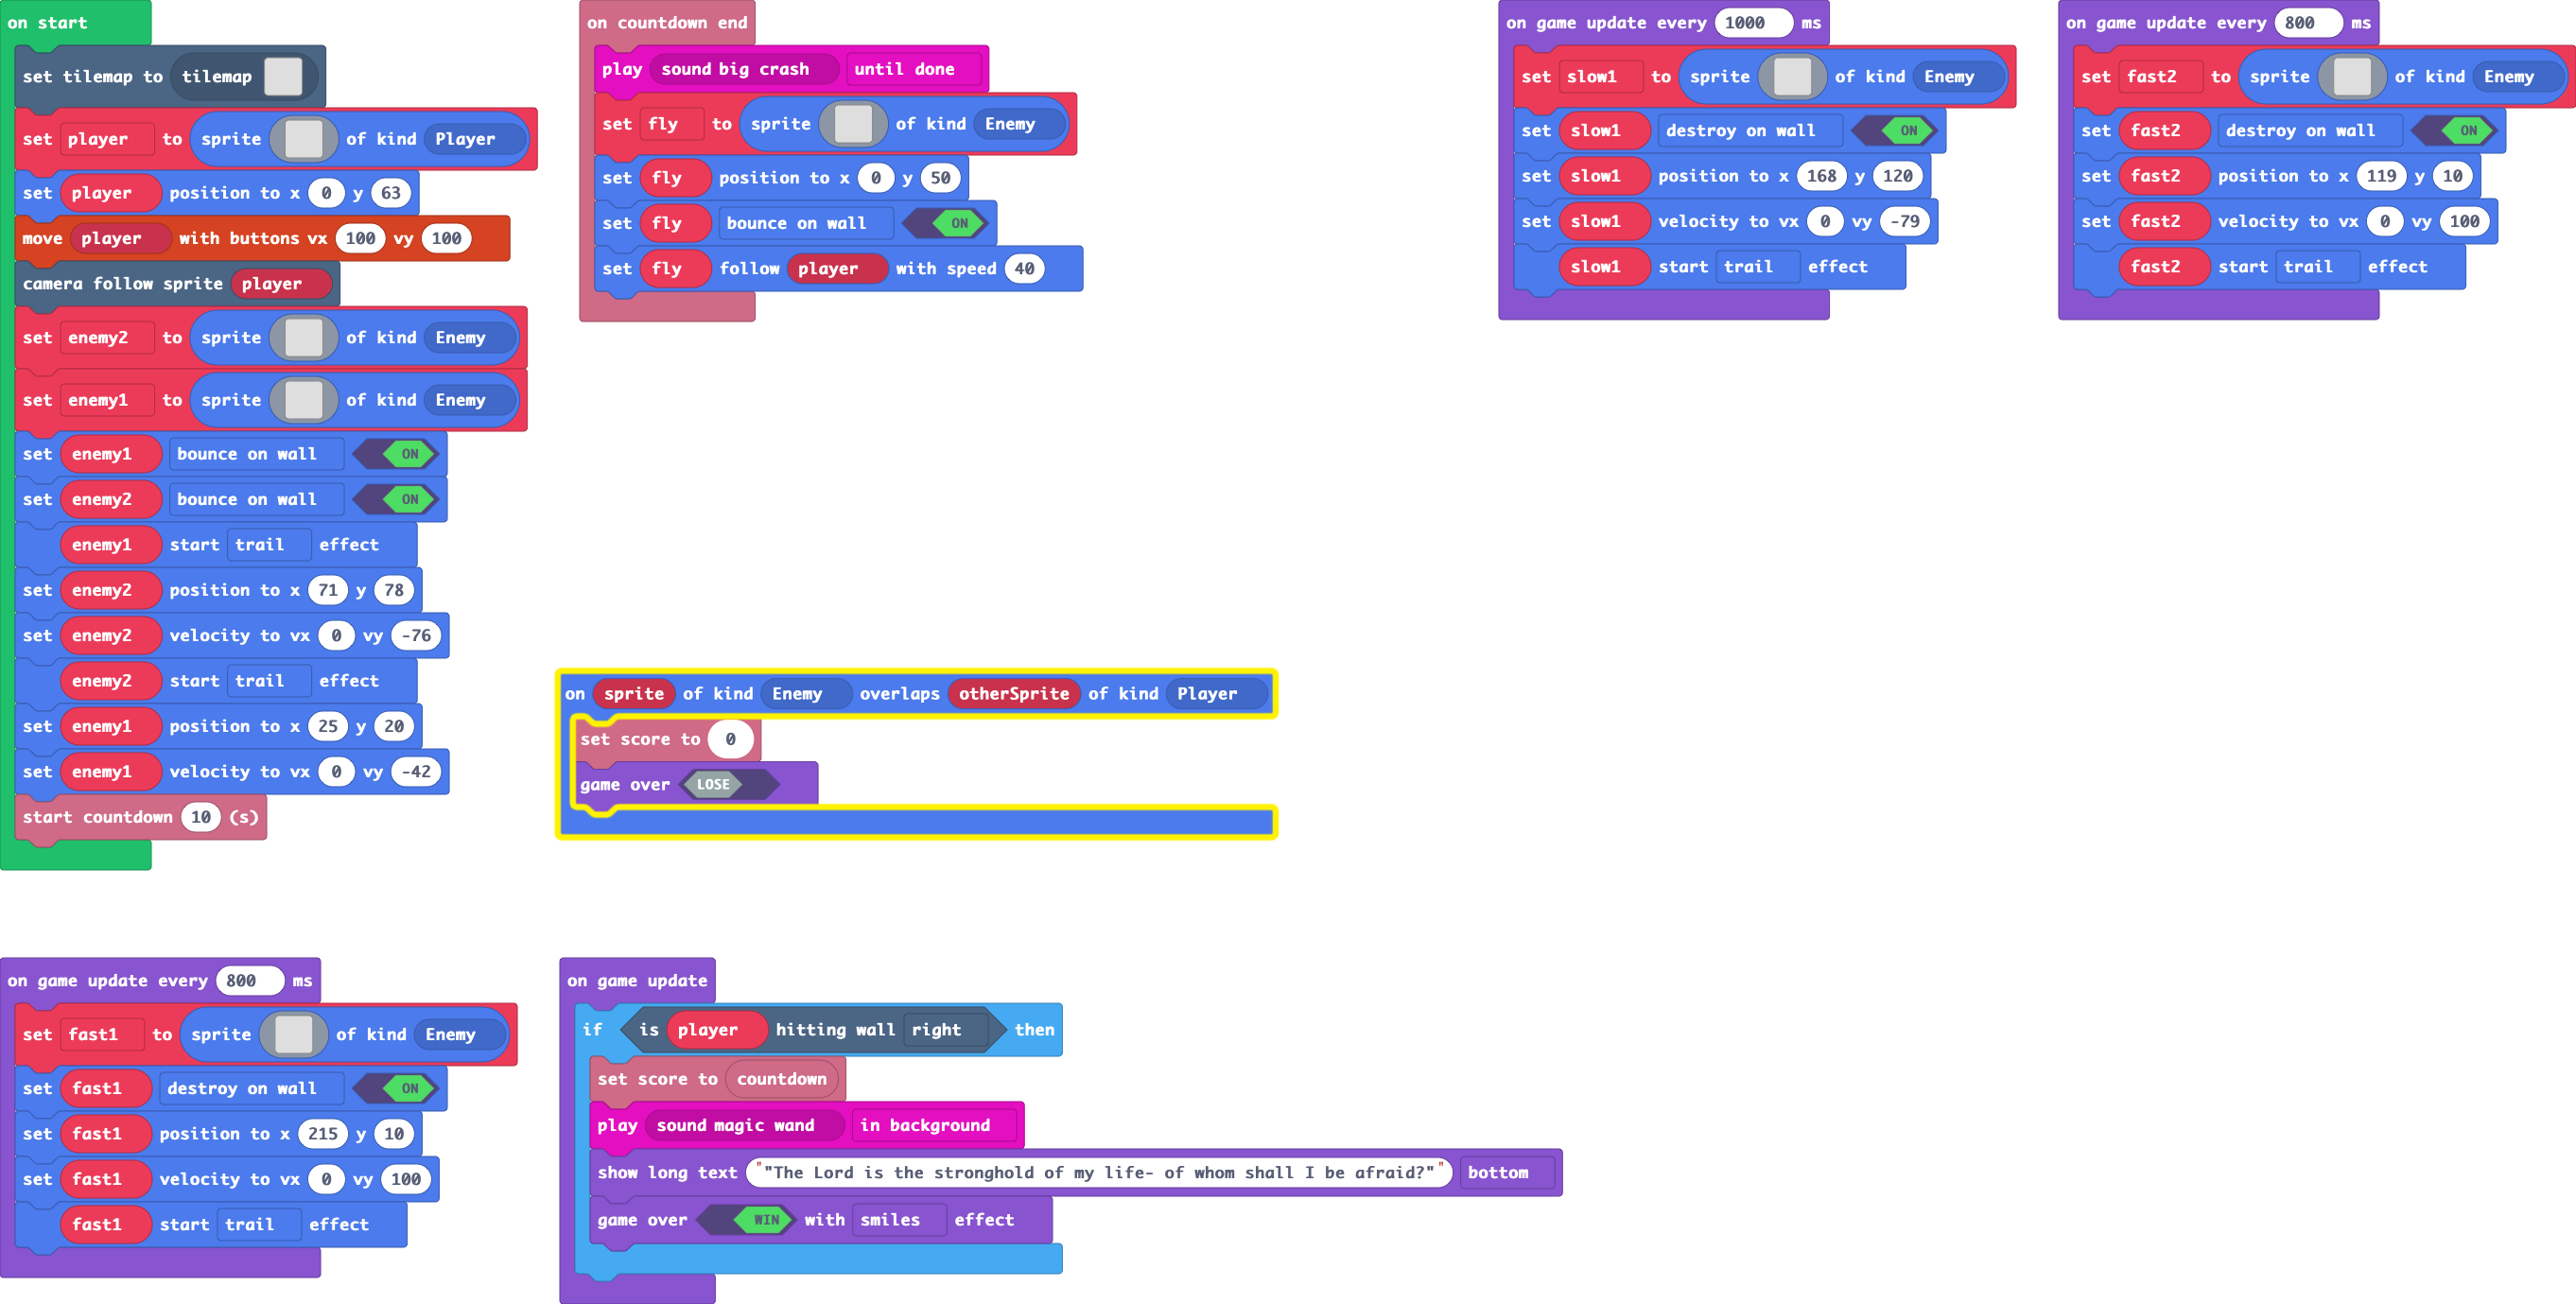 on start
set tilemap to tilemap
set player to sprite of kind Player
set player position to x 0 y 63
move player with buttons vx 100 vy 100
camera follow sprite player
set enemy2 to sprite of kind Enemy
set enemy1 to sprite of kind Enemy
set enemy1 bounce on wall ON
set enemy2 bounce on wall ON
enemy1 start trail effect
set enemy2 position to x 71 y 78
set enemy2 velocity to vx 0 vy -76
enemy2 start trail effect
set enemy1 position to x 25 y 20
set enemy1 velocity to vx 0 vy -42
start countdown 10 (s)
on countdown end
play sound big crash until done
set fly to sprite of kind Enemy
set fly position to x 0 y 50
set fly bounce on wall ON
set fly follow player with speed 40
on game update every 1000 ms
set slow1 to sprite of kind Enemy
set slow1 destroy on wall ON
set slow1 position to x 168 y 120
set slow1 velocity to vx 0 vy -79
slow1 start trail effect
on game update every 800 ms
set fast2 to sprite of kind Enemy
set fast2 destroy on wall ON
set fast2 position to x 119 y 10
set fast2 velocity to vx 0 vy 100
fast2 start trail effect
on sprite of kind Enemy overlaps otherSprite of kind Player
set score to 0
game over LOSE
on game update every 800 ms
set fast1 to sprite of kind Enemy
set fast1 destroy on wall ON
set fast1 position to x 215 y 10
set fast1 velocity to vx 0 vy 100
fast1 start trail effect
on game update
if is player hitting wall right then
set score to countdown
play sound magic wand in background
show long text ""The Lord is the stronghold of my life- of whom shall I be afraid?"" bottom
game over WIN with smiles effect